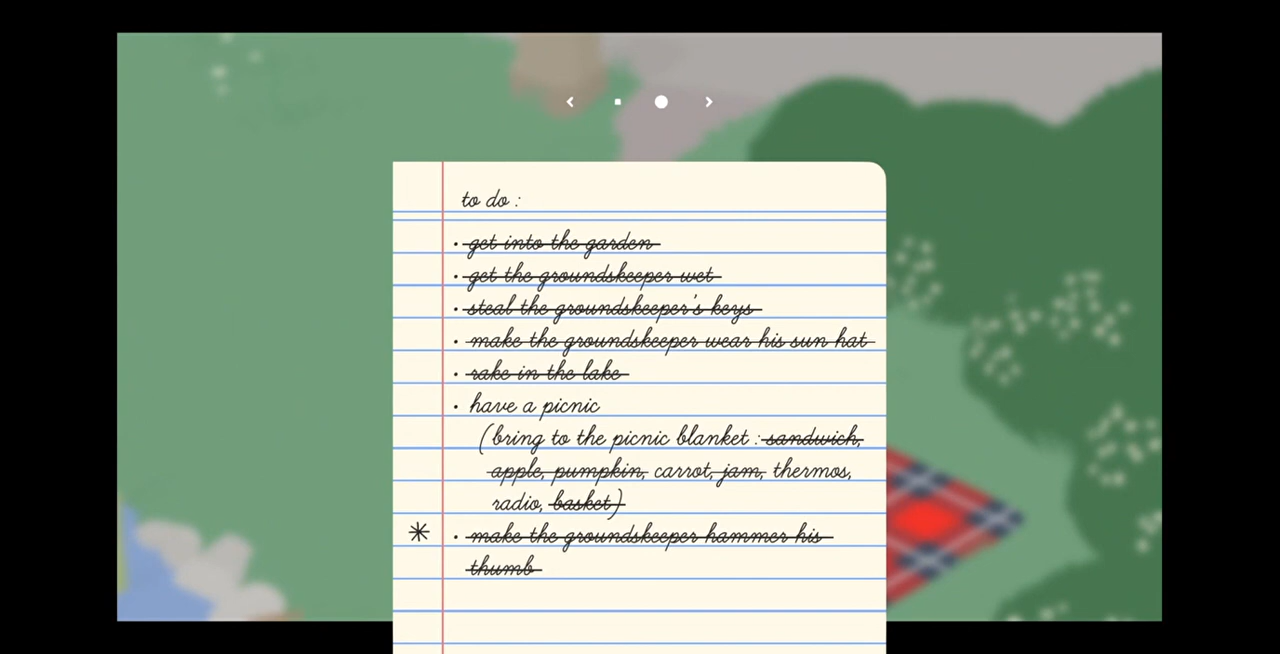 to do :
• get into the garden
• get the groundskeeper wet
• steal the groundskeeper's keys
• make the groundskeeper wear his sun hat
• rake in the lake
• have a picnic
(bring to the picnic blanket : sandwich,
apple, pumpkin, carrot, jam, thermos,
radio, basket)
• make the groundskeeper hammer his
thumb